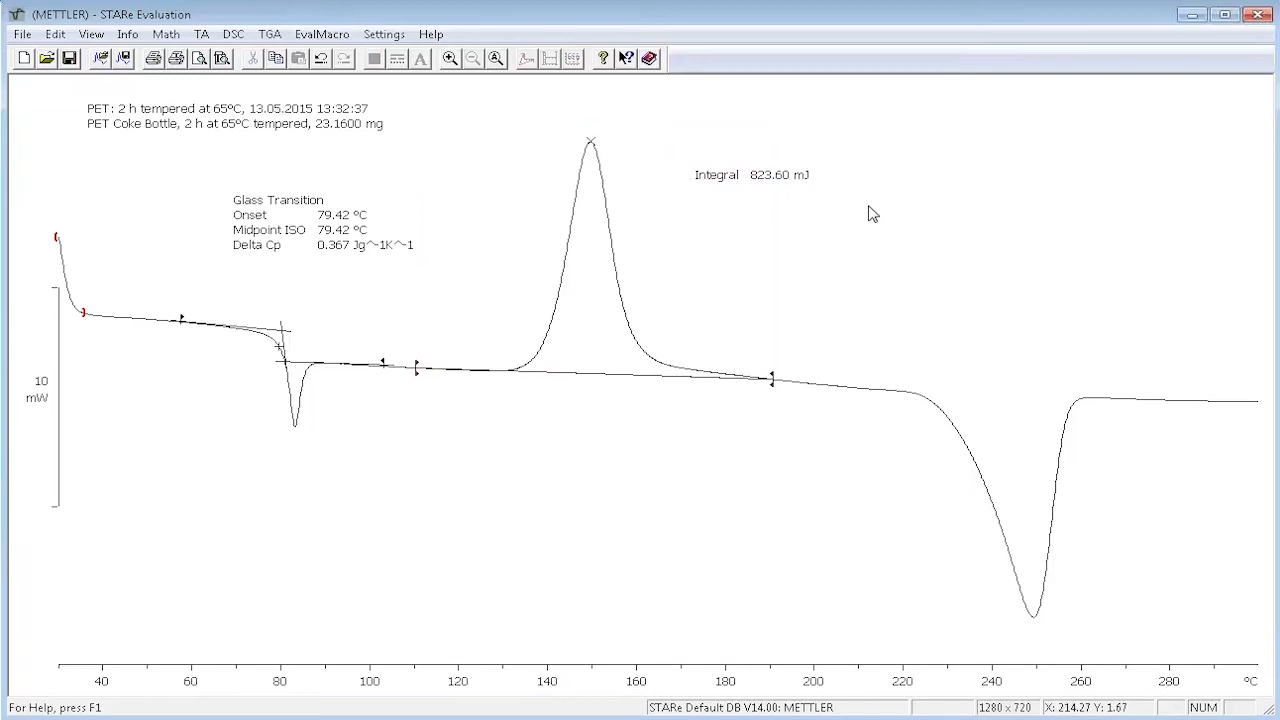 (METTLER) - STARe Evaluation
File Edit View Info Math TA DSC TGA EvalMacro Settings Help
PET: 2 h tempered at 65ºC, 13.05.2015 13:32:37
PET Coke Bottle, 2 h at 65ºC tempered, 23.1600 mg
Integral 823.60 mJ
Glass Transition
Onset 79.42 ºC
Midpoint ISO 79.42 ºC
Delta Cp 0.367 Jg^-1K^-1
10
mW
40 60 80 100 120 140 160 180 200 220 240 260 280 ºC
For Help, press F1 STARe Default DB V14.00: METTLER 1280 x 720 X: 214.27 Y: 1.67 NUM